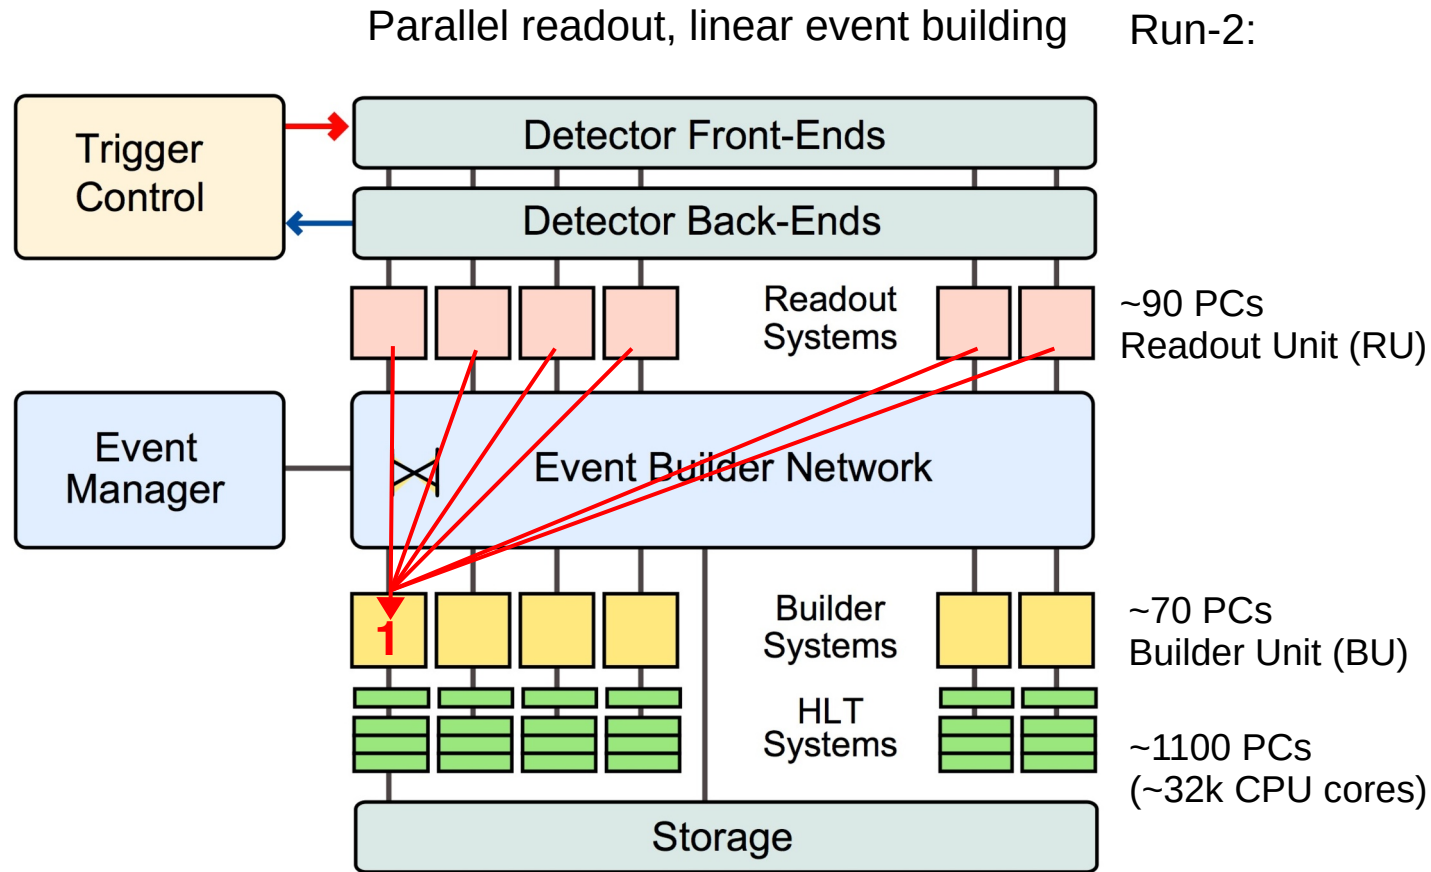 Parallel readout, linear event building
Run-2:
Trigger
Control
Detector Front-Ends
Detector Back-Ends
Readout
Systems
~90 PCs
Readout Unit (RU)
Event
Manager
Event Builder Network
1
Builder
Systems
~70 PCs
Builder Unit (BU)
HLT
Systems
~1100 PCs
(~32k CPU cores)
Storage